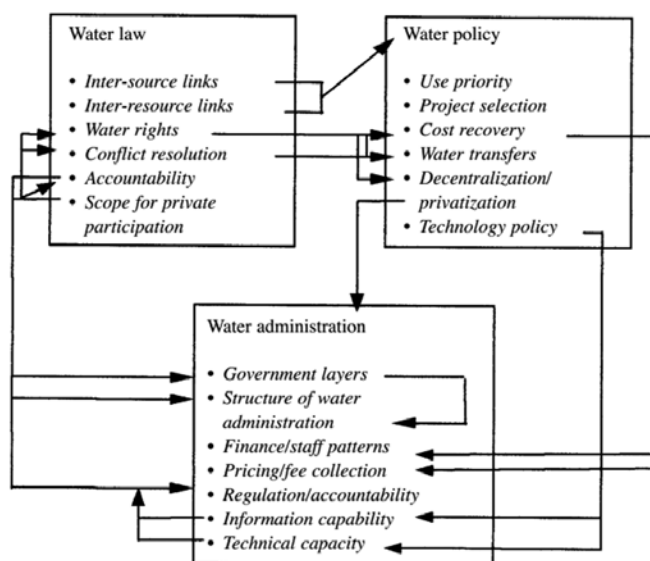 Water law
• Inter-source links
• Inter-resource links
• Water rights
• Conflict resolution
• Accountability
• Scope for private
participation
Water policy
• Use priority
• Project selection
• Cost recovery
• Water transfers
• Decentralization/
privatization
• Technology policy
Water administration
• Government layers
• Structure of water
administration
• Finance/staff patterns
• Pricing/fee collection
• Regulation/accountability
• Information capability
• Technical capacity